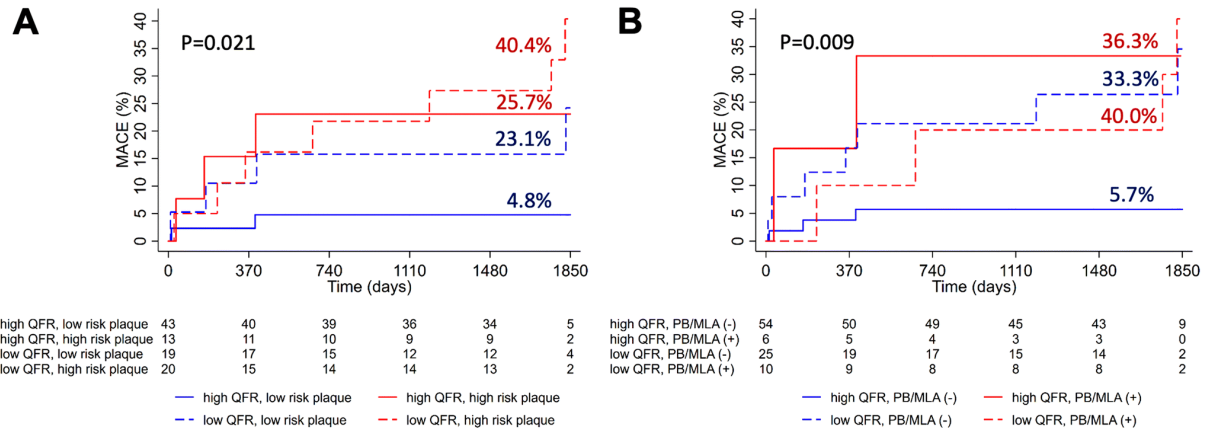 A
P=0.021
40.4%
25.7%
23.1%
4.8%
MACE (%)
40
35
30
25
20
15
10
5
0
0 370 740 1110 1480 1850
Time (days)
high QFR, low risk plaque 43 40 39 36 34 5
high QFR, high risk plaque 13 11 10 9 9 2
low QFR, low risk plaque 19 17 15 12 12 4
low QFR, high risk plaque 20 15 14 14 13 2
high QFR, low risk plaque high QFR, high risk plaque
low QFR, low risk plaque low QFR, high risk plaque
B
P=0.009
36.3%
33.3%
40.0%
5.7%
MACE (%)
40
35
30
25
20
15
10
5
0
0 370 740 1110 1480 1850
Time (days)
high QFR, PB/MLA (-) 54 50 49 45 43 9
high QFR, PB/MLA (+) 6 5 4 3 3 0
low QFR, PB/MLA (-) 25 19 17 15 14 2
low QFR, PB/MLA (+) 10 9 8 8 8 2
high QFR, PB/MLA (-) high QFR, PB/MLA (+)
low QFR, PB/MLA (-) low QFR, PB/MLA (+)